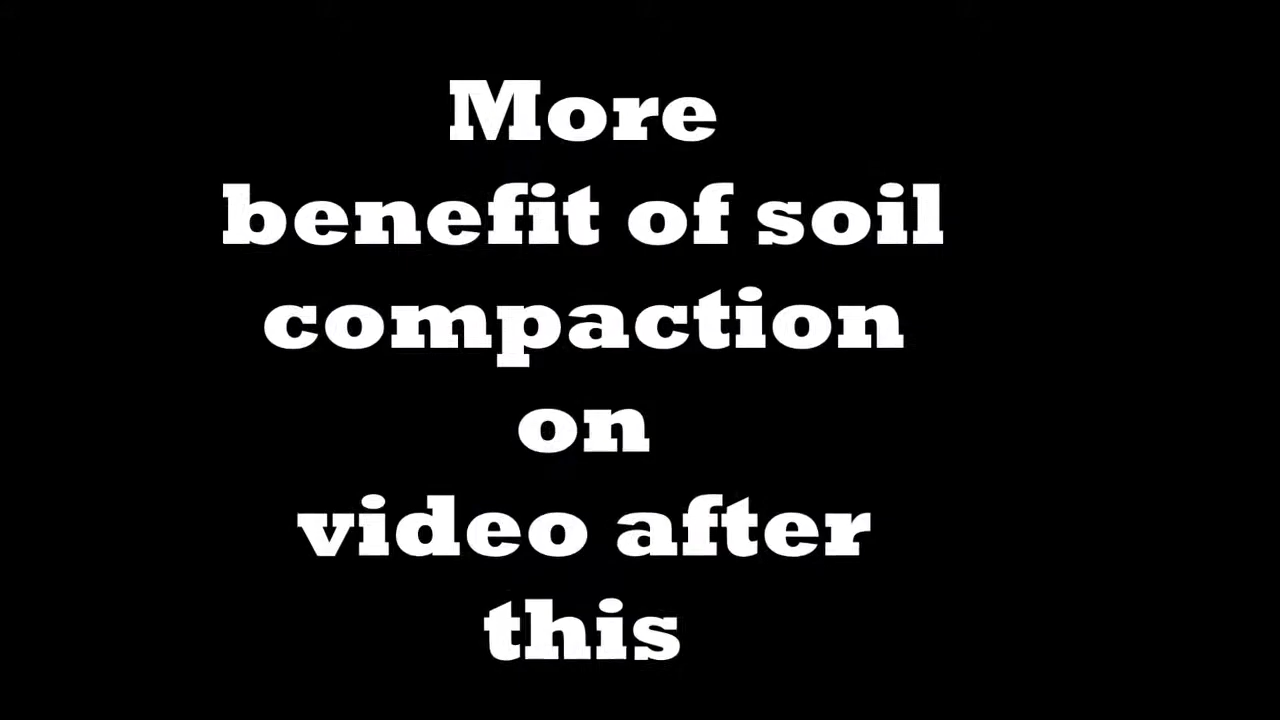 More
benefit of soil
compaction
on
video after
this